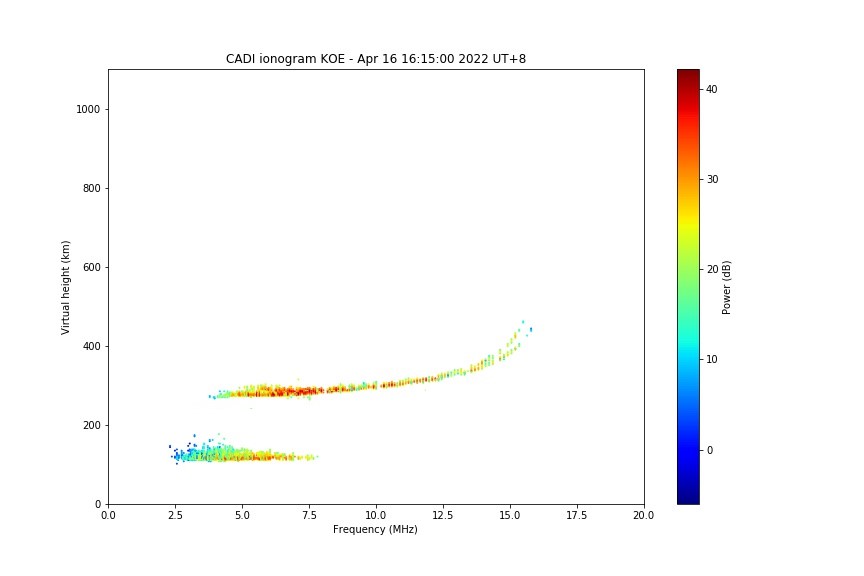 CADI ionogram KOE - Apr 16 16:15:00 2022 UT+8
1000
800
600
400
200
0
Virtual height (km)
0.0 2.5 5.0 7.5 10.0 12.5 15.0 17.5 20.0
Frequency (MHz)
40
30
20
10
0
Power (dB)